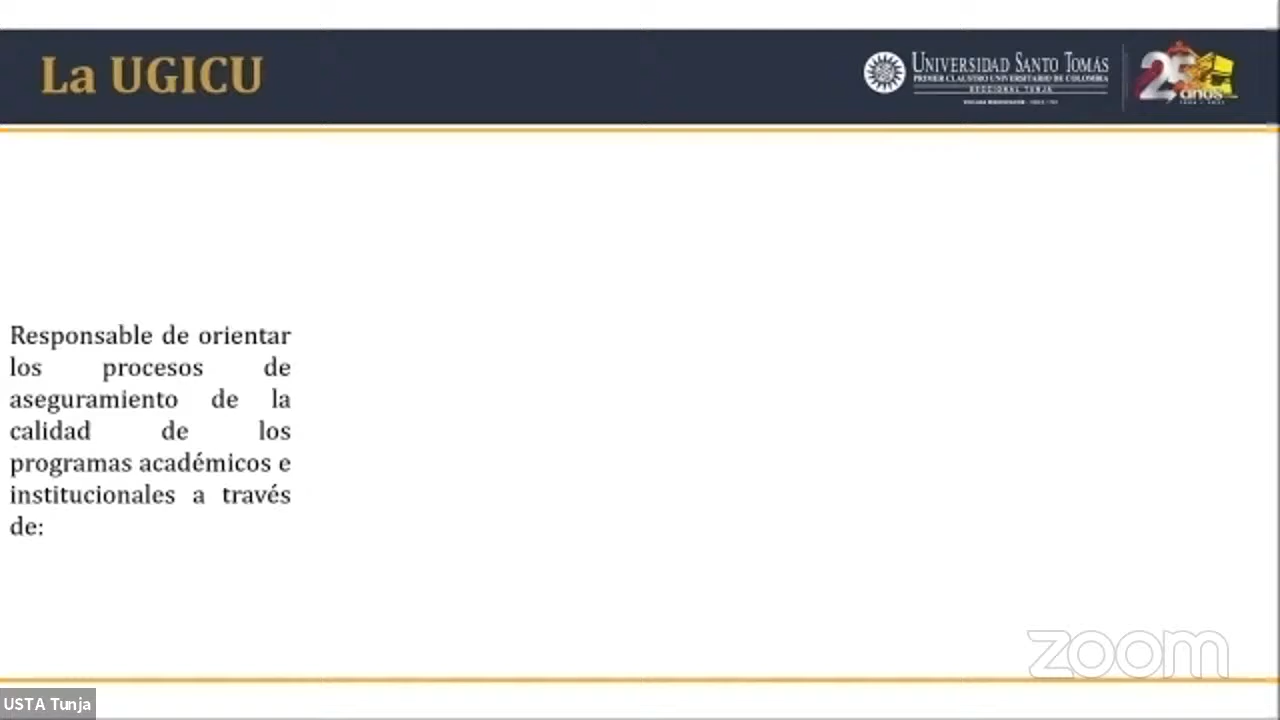 La UGICU
UNIVERSIDAD SANTO TOMÁS
PRIMER CLAUSTRO UNIVERSITARIO DE COLOMBIA
SECCIONAL TUNJA
25 años
Responsable de orientar
los procesos de
aseguramiento de la
calidad de los
programas académicos e
institucionales a través
de:
zoom
USTA Tunja